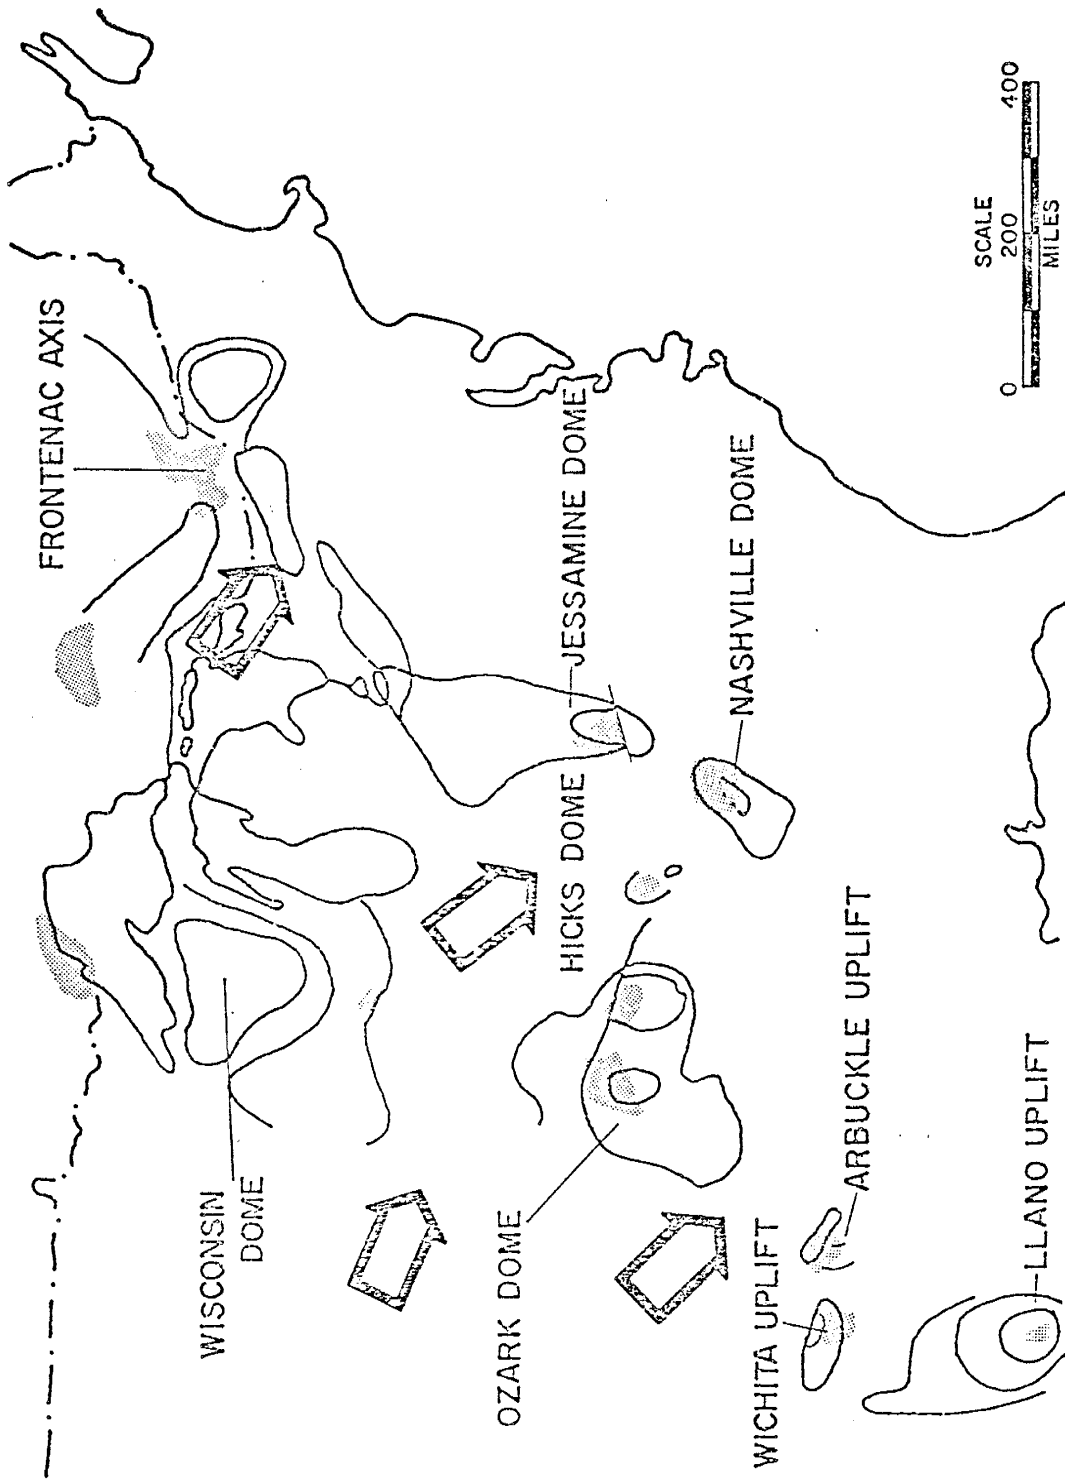 FRONTENAC AXIS
WISCONSIN
DOME
JESSAMINE DOME
HICKS DOME
OZARK DOME
NASHVILLE DOME
WICHITA UPLIFT
ARBUCKLE UPLIFT
LLANO UPLIFT
SCALE
0 200 400
MILES